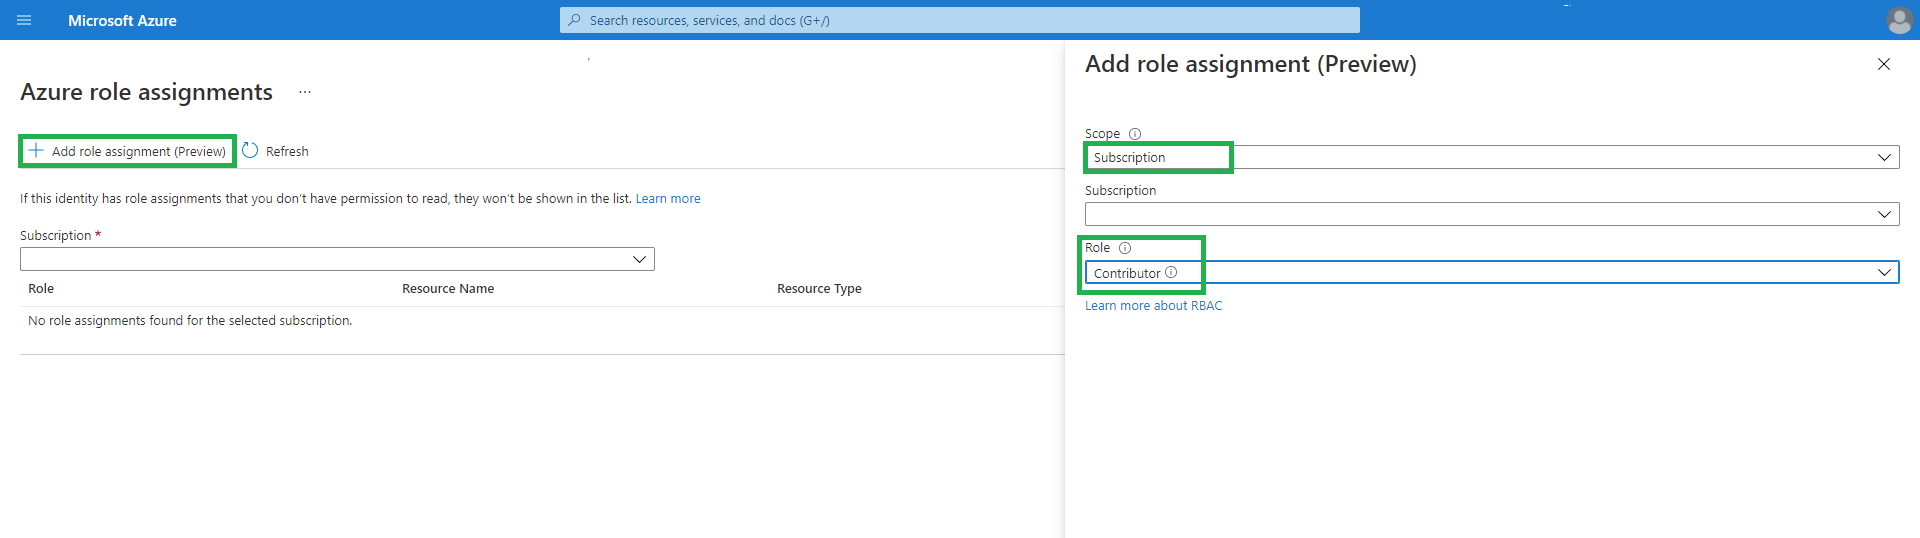 Microsoft Azure
Search resources, services, and docs (G+/)
Azure role assignments ...
Add role assignment (Preview) Refresh
If this identity has role assignments that you don't have permission to read, they won't be shown in the list. Learn more
Subscription *
Role Resource Name Resource Type
No role assignments found for the selected subscription.
Add role assignment (Preview)
Scope
Subscription
Subscription
Role
Contributor
Learn more about RBAC